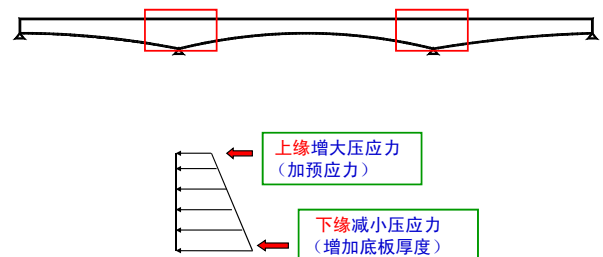 上缘增大压应力
（加预应力）
下缘减小压应力
（增加底板厚度）